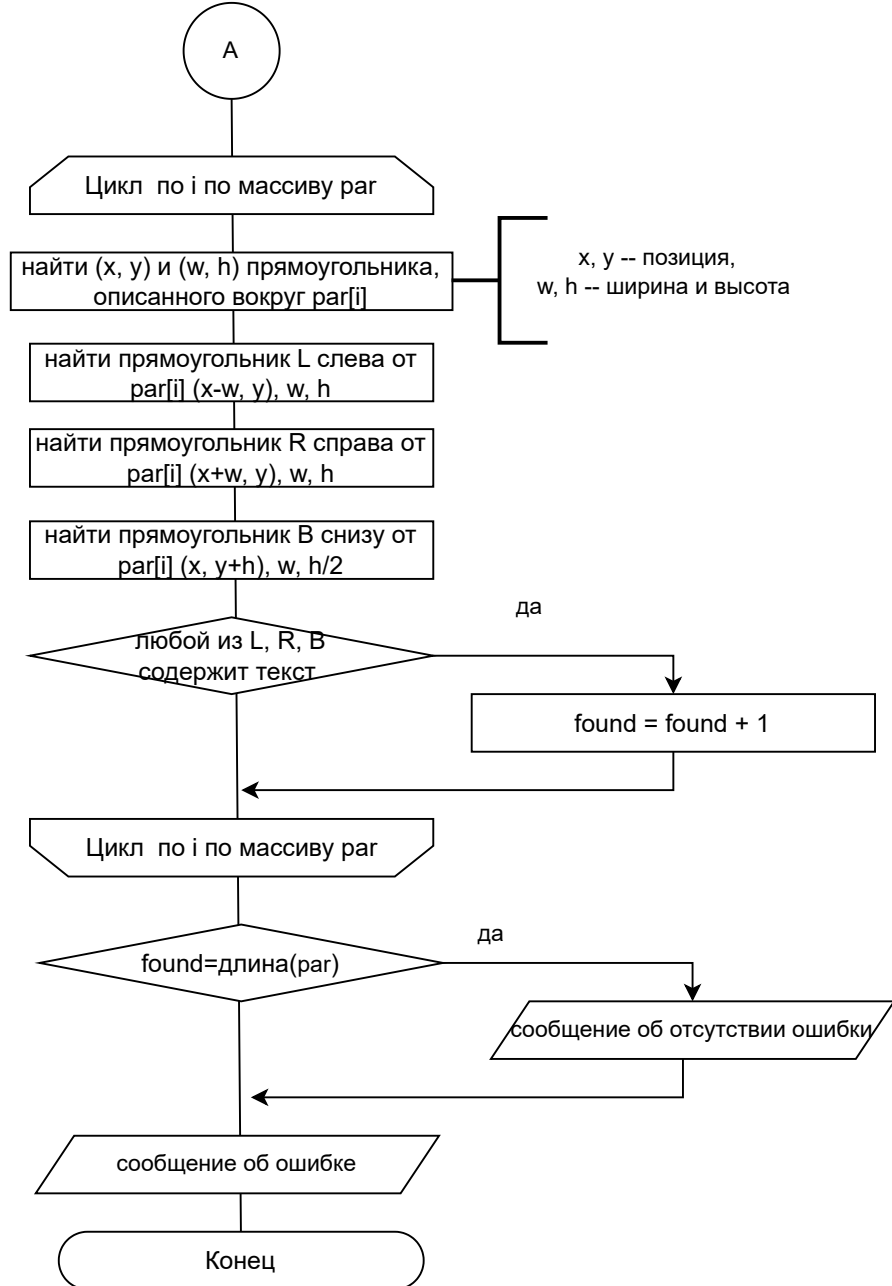 A
Цикл по i по массиву par
найти (x, y) и (w, h) прямоугольника,
описанного вокруг par[i]
x, y -- позиция,
w, h -- ширина и высота
найти прямоугольник L слева от
par[i] (x-w, y), w, h
найти прямоугольник R справа от
par[i] (x+w, y), w, h
найти прямоугольник B снизу от
par[i] (x, y+h), w, h/2
да
любой из L, R, B
содержит текст
found = found + 1
Цикл по i по массиву par
да
found=длина(par)
сообщение об отсутствии ошибки
сообщение об ошибке
Конец